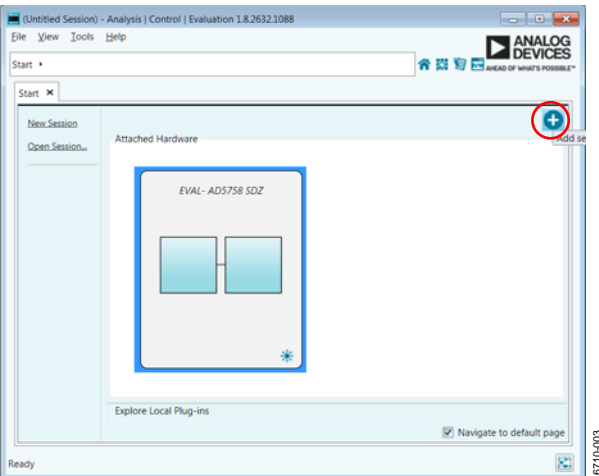 (Untitled Session) - Analysis | Control | Evaluation 1.8.2632.1088
File View Tools Help
ANALOG
DEVICES
AHEAD OF WHAT'S POSSIBLE™
Start
Start
New Session
Open Session...
Add se
Attached Hardware
EVAL- AD5758 SDZ
Explore Local Plug-ins
Navigate to default page
Ready
6710-003